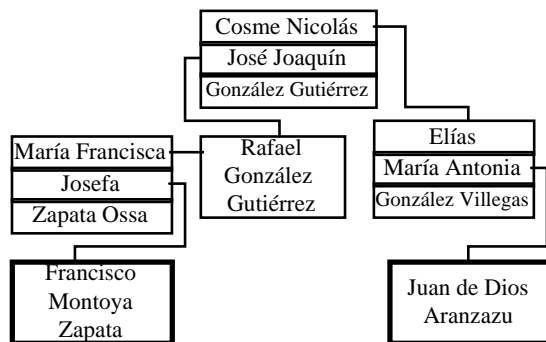 Cosme Nicolás
José Joaquín
González Gutiérrez
María Francisca
Josefa
Zapata Ossa
Rafael
González
Gutiérrez
Elías
María Antonia
González Villegas
Francisco
Montoya
Zapata
Juan de Dios
Aranzazu